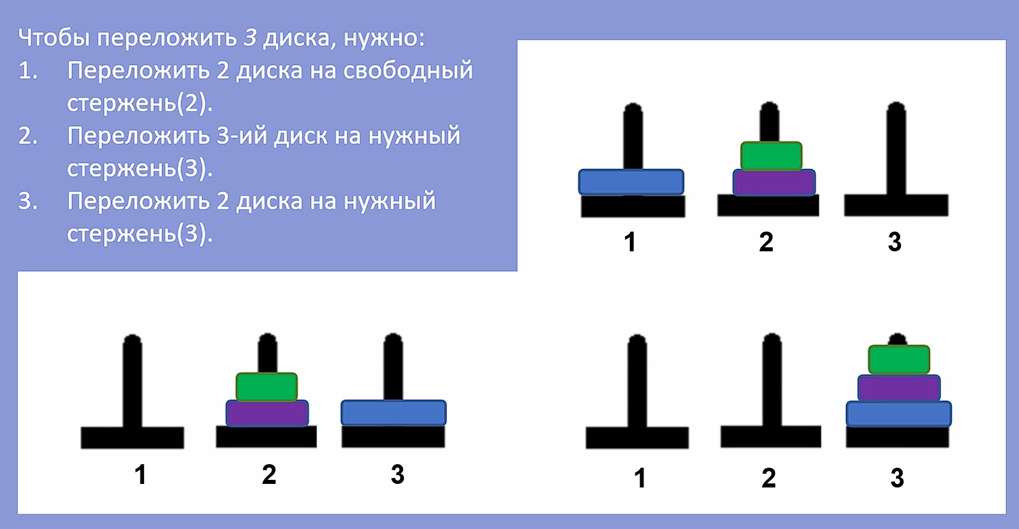 Чтобы переложить 3 диска, нужно:
1. Переложить 2 диска на свободный
стержень(2).
2. Переложить 3-ий диск на нужный
стержень(3).
3. Переложить 2 диска на нужный
стержень(3).
1 2 3
1 2 3
1 2 3